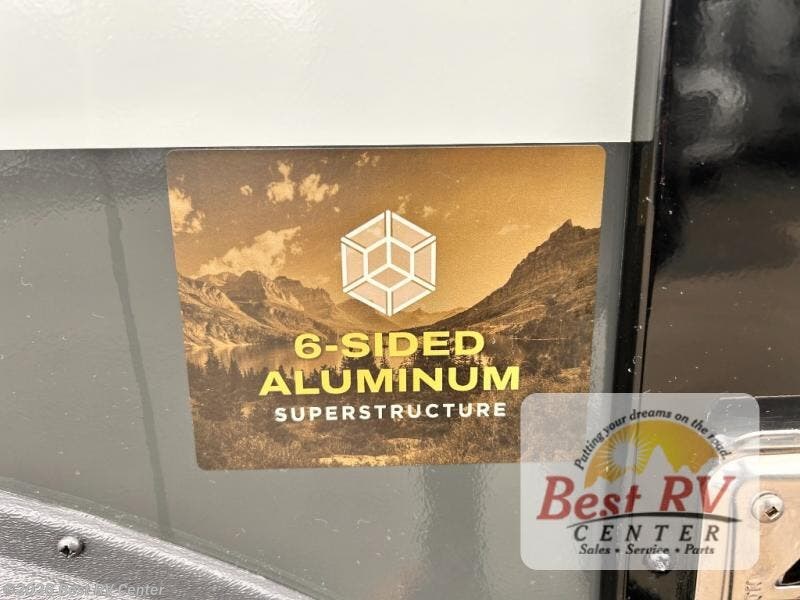 6-SIDED
ALUMINUM
SUPERSTRUCTURE
Putting your dreams on the road.
Best RV
CENTER
Sales • Service • Parts